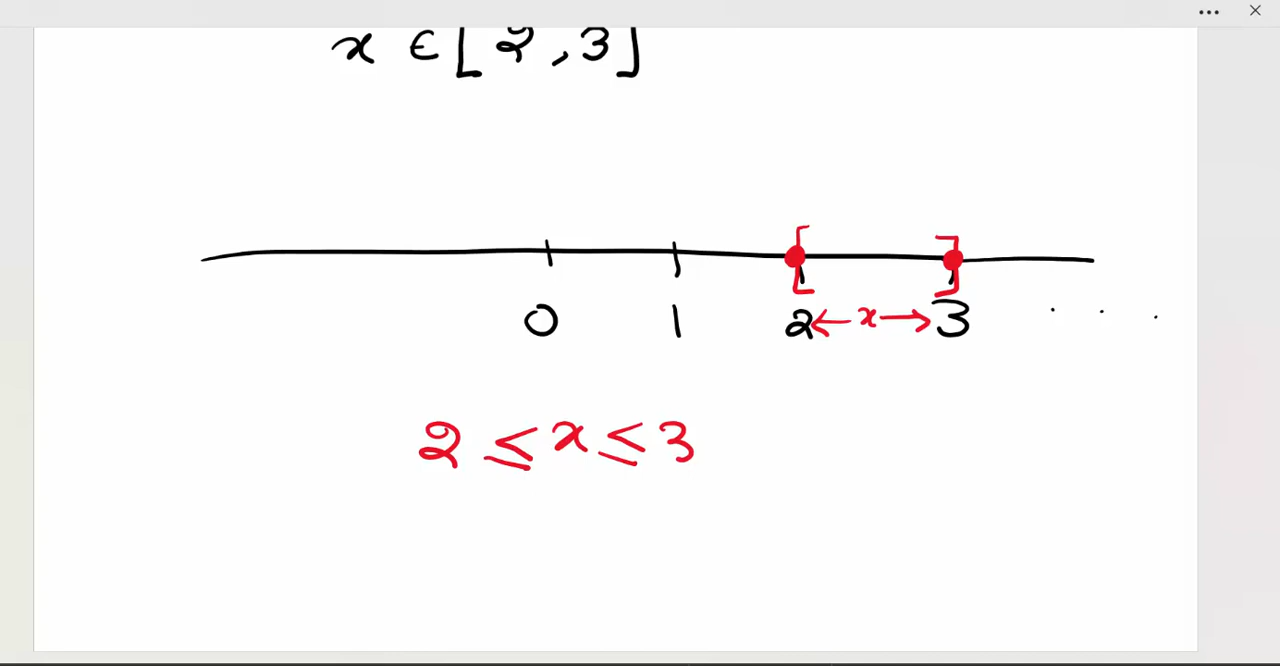 x ∈ [2,3]
0 1 2 ← x → 3 . . .
2 ≤ x ≤ 3